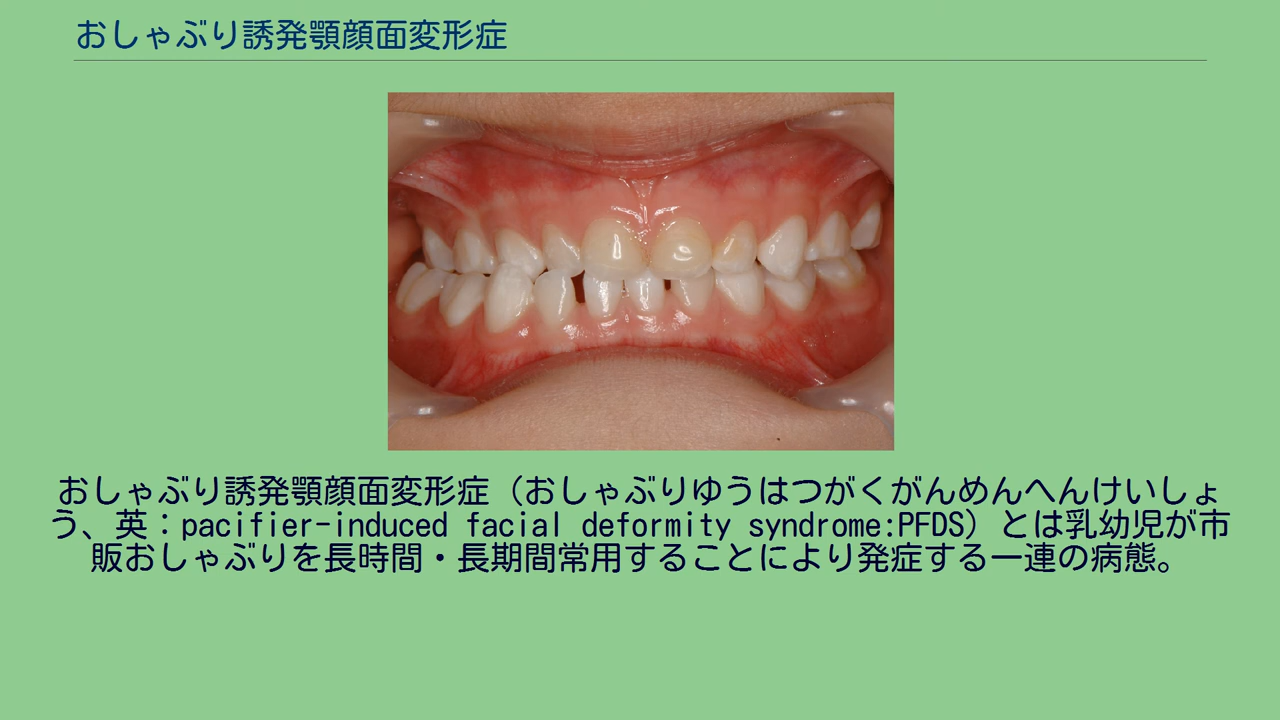 おしゃぶり誘発顎顔面変形症
おしゃぶり誘発顎顔面変形症（おしゃぶりゆうはつがくがんめんへんけいしょ
う、英：pacifier-induced facial deformity syndrome:PFDS）とは乳幼児が市
販おしゃぶりを長時間・長期間常用することにより発症する一連の病態。